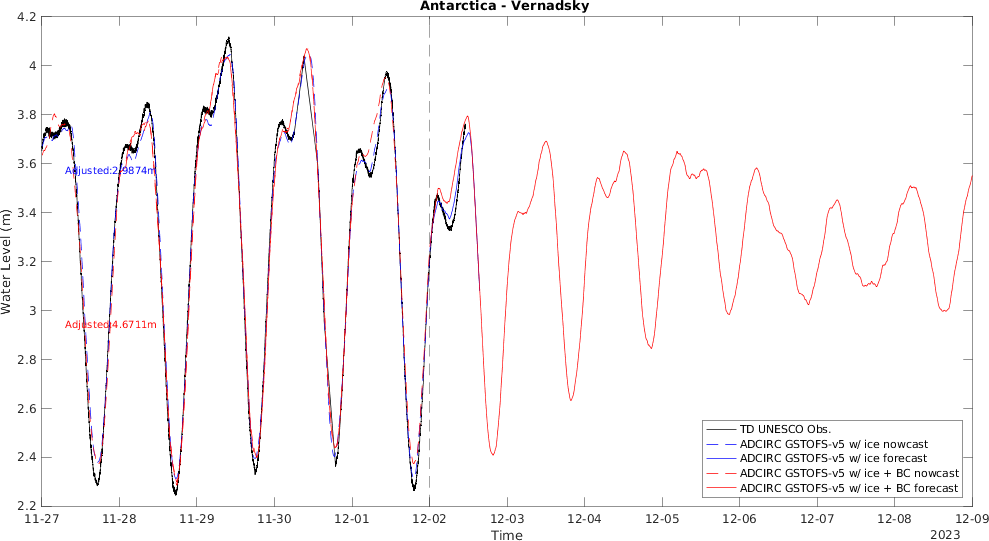 Antarctica - Vernadsky
4.2
4
3.8
3.6
3.4
3.2
3
2.8
2.6
2.4
2.2
Water Level (m)
Adjusted:2.9874m
Adjusted:4.6711m
TD UNESCO Obs.
ADCIRC GSTOFS-v5 w/ ice nowcast
ADCIRC GSTOFS-v5 w/ ice forecast
ADCIRC GSTOFS-v5 w/ ice + BC nowcast
ADCIRC GSTOFS-v5 w/ ice + BC forecast
11-27 11-28 11-29 11-30 12-01 12-02 12-03 12-04 12-05 12-06 12-07 12-08 12-09
Time
2023